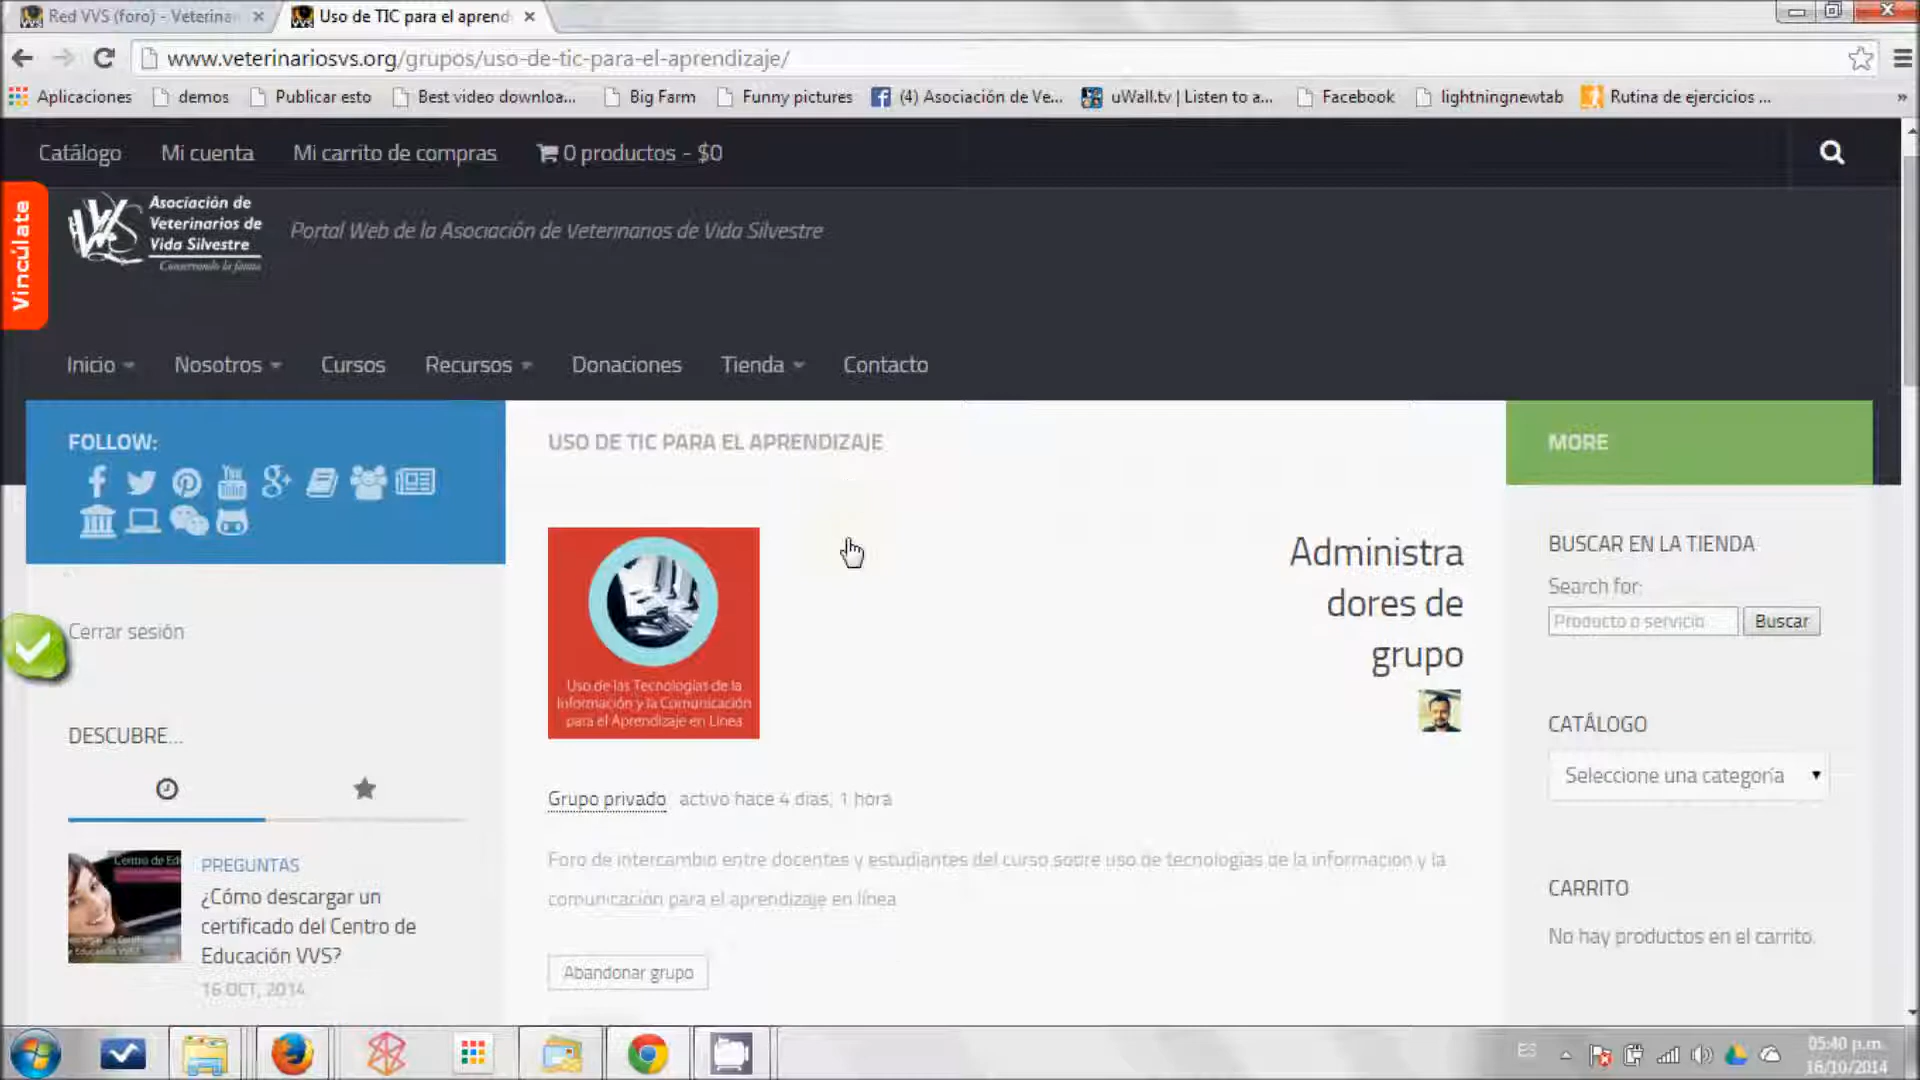 Red VVS (foro) - Veterina
Uso de TIC para el aprend
www.veterinariosvs.org/grupos/uso-de-tic-para-el-aprendizaje/
Aplicaciones demos Publicar esto Best video downloa... Big Farm Funny pictures (4) Asociación de Ve... uWall.tv | Listen to a... Facebook lightningnewtab Rutina de ejercicios ... »
Catálogo Mi cuenta Mi carrito de compras 0 productos - $0
Vincúlate
Asociación de
Veterinarios de
Vida Silvestre
Conservando la fauna
Portal Web de la Asociación de Veterinarios de Vida Silvestre
Inicio Nosotros Cursos Recursos Donaciones Tienda Contacto
FOLLOW:
You
Cerrar sesión
DESCUBRE...
PREGUNTAS
¿Cómo descargar un
certificado del Centro de
Educación VVS?
16 OCT, 2014
USO DE TIC PARA EL APRENDIZAJE
Uso de las Tecnologías de la
Información y la Comunicación
para el Aprendizaje en Línea
Administra
dores de
grupo
Grupo privado activo hace 4 días, 1 hora
Foro de intercambio entre docentes y estudiantes del curso sobre uso de tecnologías de la información y la
comunicación para el aprendizaje en línea
Abandonar grupo
MORE
BUSCAR EN LA TIENDA
Search for:
Producto o servicio Buscar
CATÁLOGO
Seleccione una categoría
CARRITO
No hay productos en el carrito.
ES
05:40 p.m.
16/10/2014